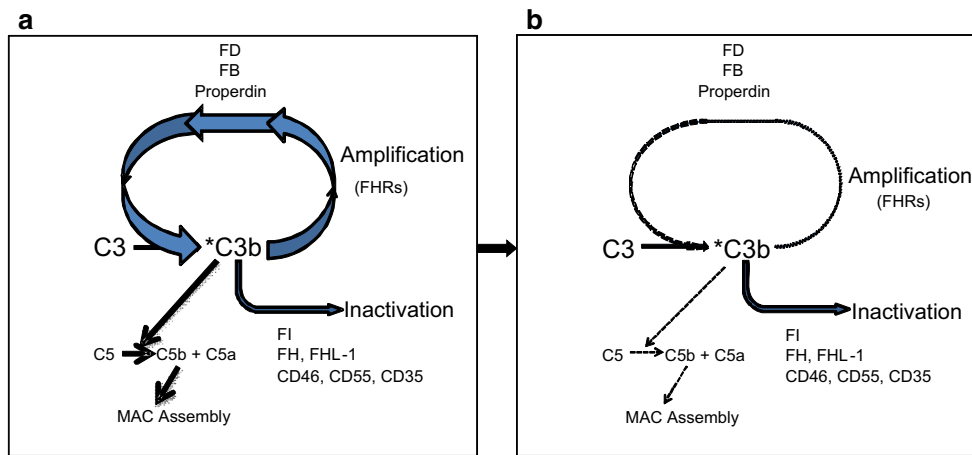 a
FD
FB
Properdin
Amplification
(FHRs)
C3
*C3b
Inactivation
FI
FH, FHL-1
CD46, CD55, CD35
C5
C5b + C5a
MAC Assembly
b
FD
FB
Properdin
Amplification
(FHRs)
C3
*C3b
Inactivation
FI
FH, FHL-1
CD46, CD55, CD35
C5
C5b + C5a
MAC Assembly